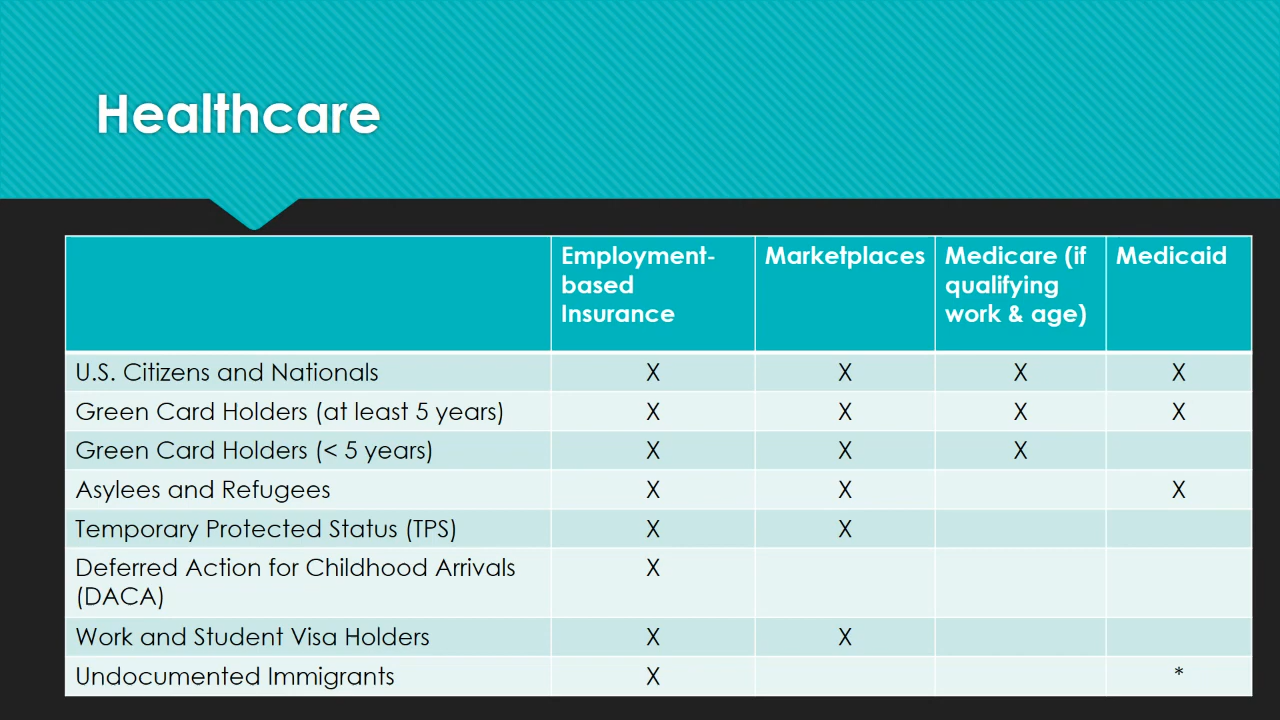 Healthcare
Employment-based Insurance Marketplaces Medicare (if qualifying work & age) Medicaid
U.S. Citizens and Nationals X X X X
Green Card Holders (at least 5 years) X X X X
Green Card Holders (< 5 years) X X X
Asylees and Refugees X X X
Temporary Protected Status (TPS) X X
Deferred Action for Childhood Arrivals (DACA) X
Work and Student Visa Holders X X
Undocumented Immigrants X *